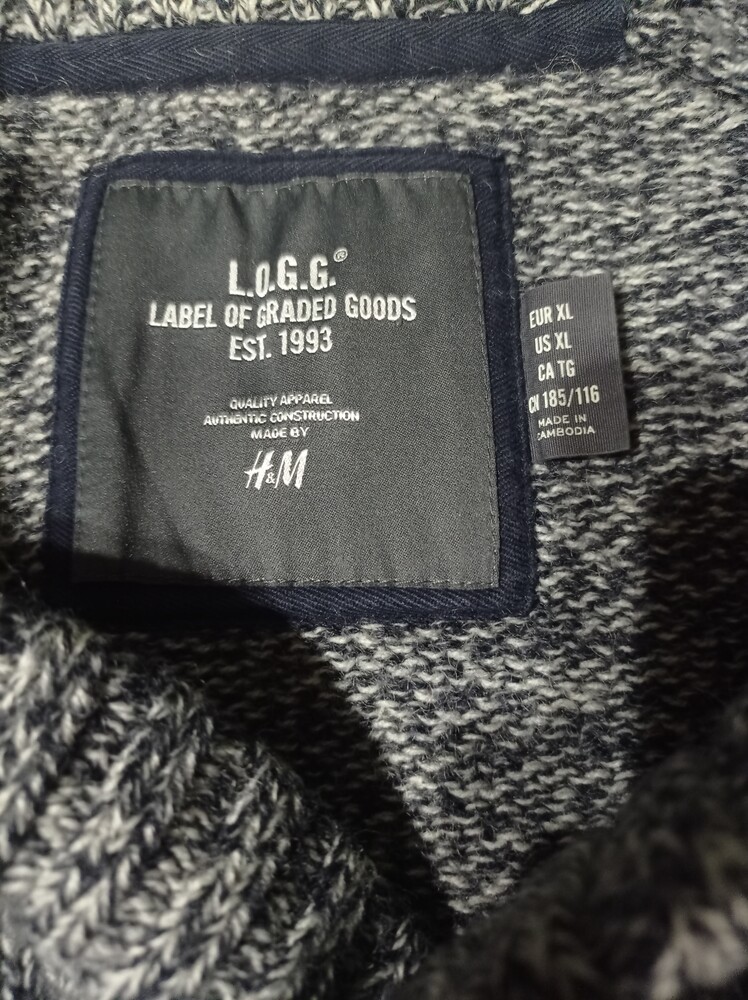 L.O.G.G.®
LABEL OF GRADED GOODS
EST. 1993
QUALITY APPAREL
AUTHENTIC CONSTRUCTION
MADE BY
H&M
EUR XL
US XL
CA TG
CN 185/116
MADE IN
CAMBODIA